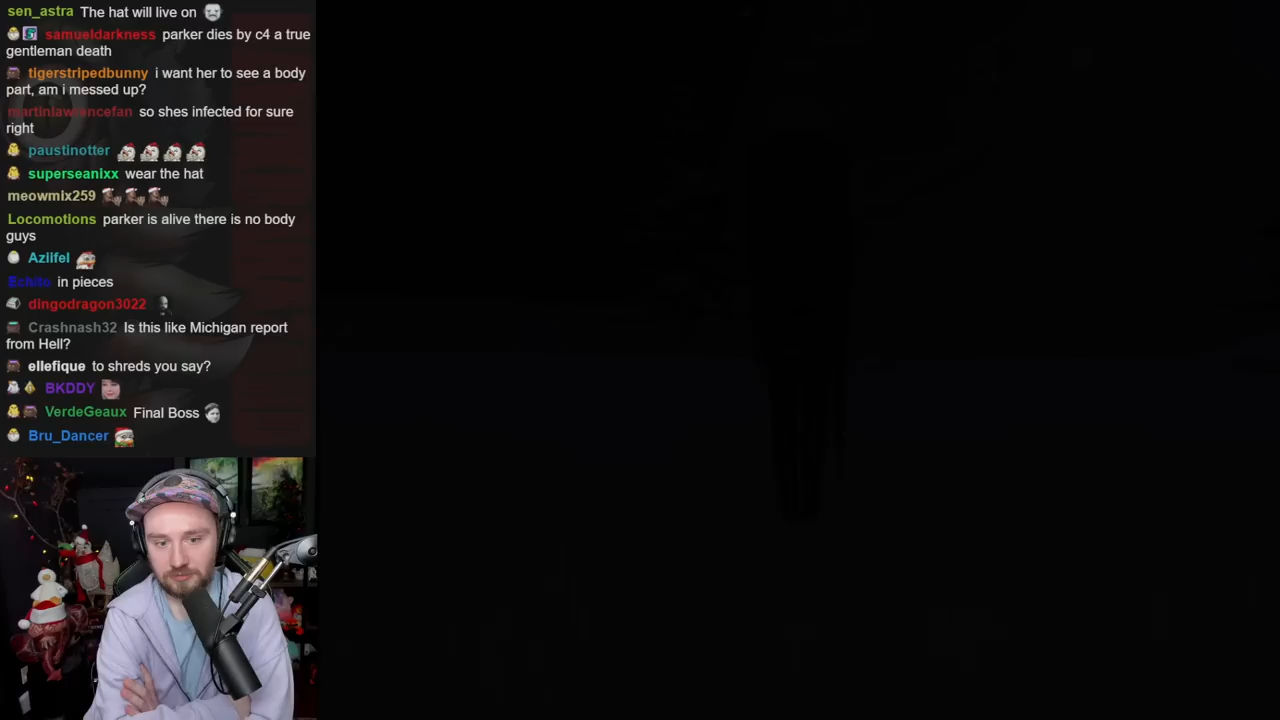 sen_astra The hat will live on
samueldarkness parker dies by c4 a true
gentleman death
tigerstripedbunny i want her to see a body
part, am i messed up?
martinlawrencefan so shes infected for sure
right
paustinotter
superseanixx wear the hat
meowmix259
Locomotions parker is alive there is no body
guys
Aziifel
Echito in pieces
dingodragon3022
Crashnash32 Is this like Michigan report
from Hell?
ellefique to shreds you say?
BKDDY
VerdeGeaux Final Boss
Bru_Dancer